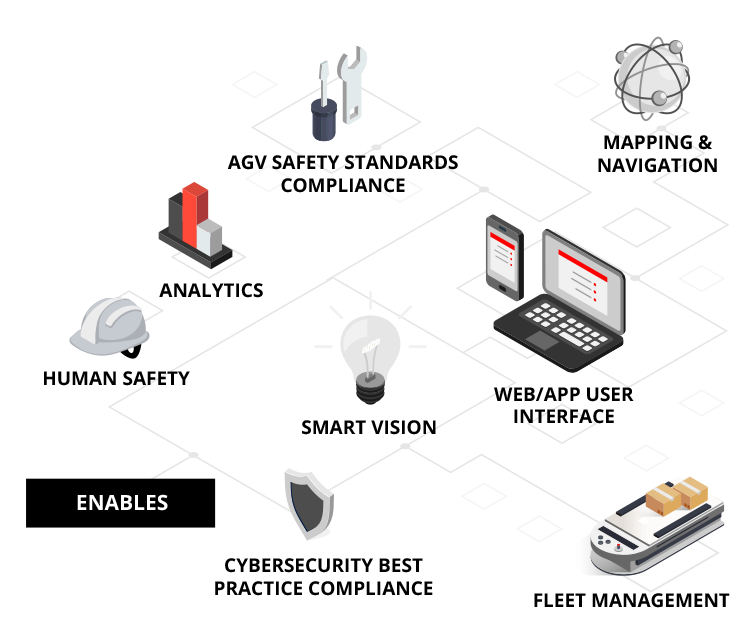 AGV SAFETY STANDARDS
COMPLIANCE
MAPPING &
NAVIGATION
ANALYTICS
HUMAN SAFETY
SMART VISION
WEB/APP USER
INTERFACE
ENABLES
CYBERSECURITY BEST
PRACTICE COMPLIANCE
FLEET MANAGEMENT